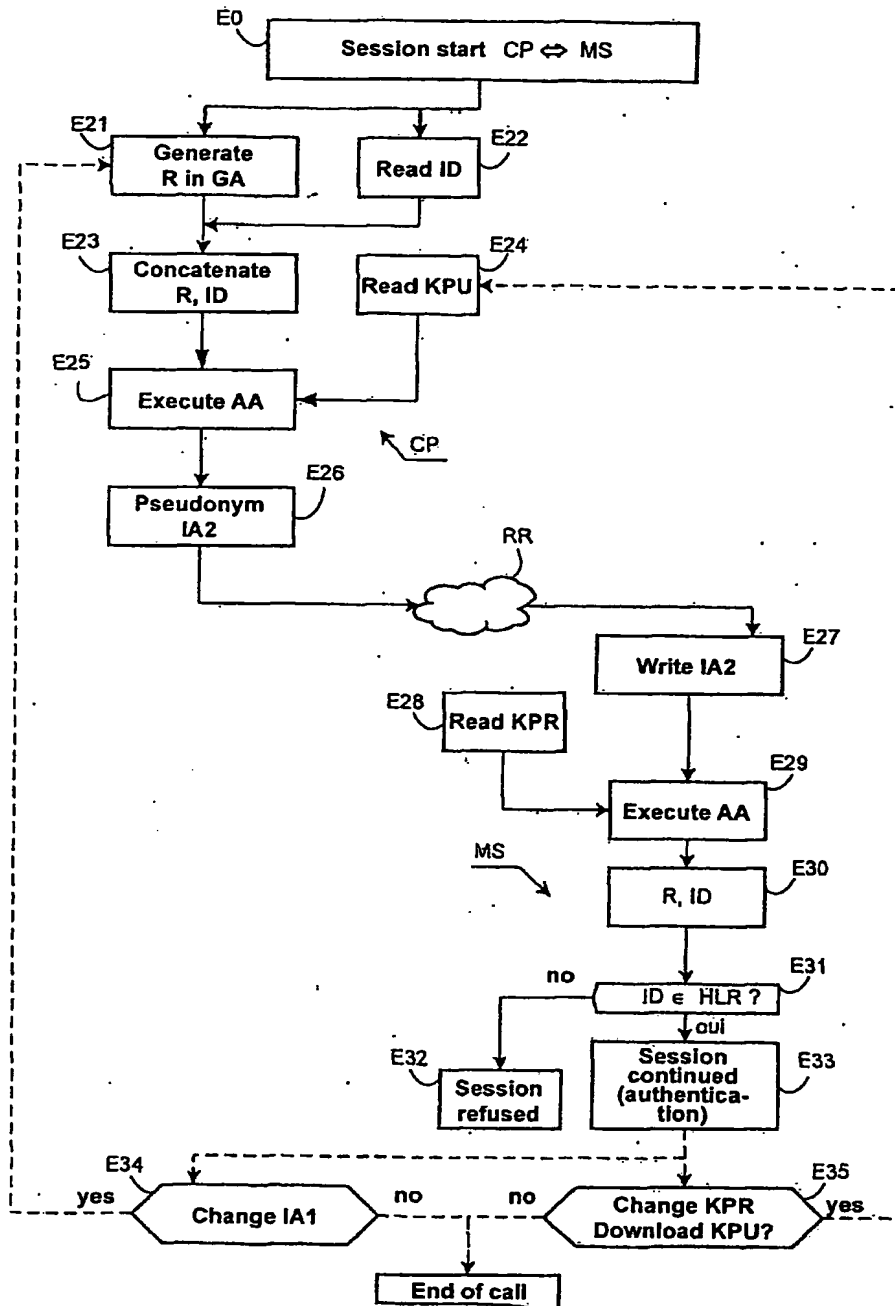 E0
Session start CP ⇔ MS
E21
Generate
R in GA
E22
Read ID
E23
Concatenate
R, ID
E24
Read KPU
E25
Execute AA
CP
E26
Pseudonym
IA2
RR
E27
Write IA2
E28
Read KPR
E29
Execute AA
MS
E30
R, ID
E31
no
ID ∈ HLR ?
oui
E32
Session
refused
E33
Session
continued
(authentica-
tion)
E34
yes
Change IA1
no
no
E35
Change KPR
Download KPU?
yes
End of call